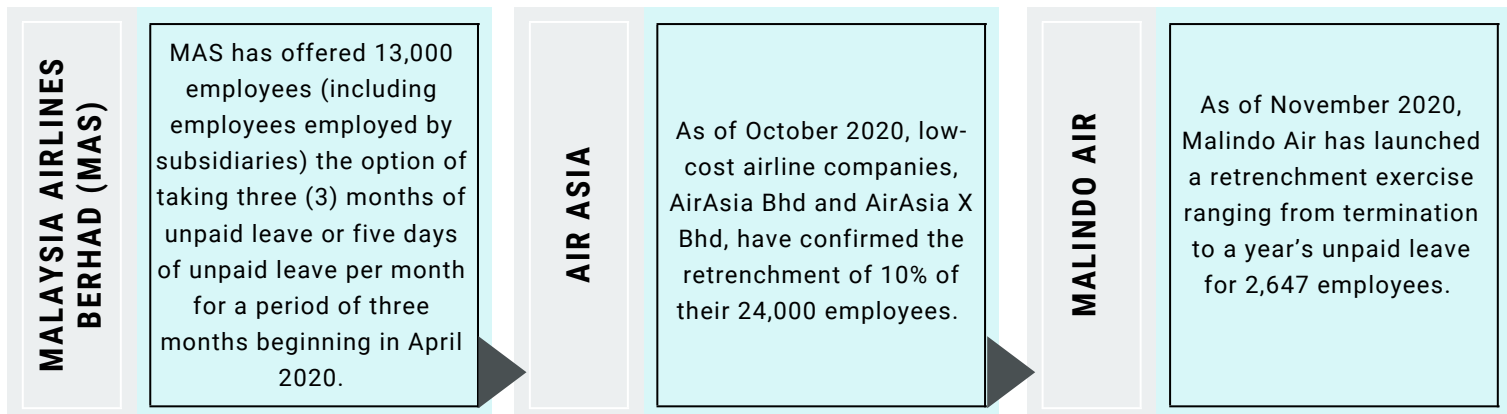 MALAYSIA AIRLINES
BERHAD (MAS)
MAS has offered 13,000
employees (including
employees employed by
subsidiaries) the option of
taking three (3) months of
unpaid leave or five days
of unpaid leave per month
for a period of three
months beginning in April
2020.
AIR ASIA
As of October 2020, low-
cost airline companies,
AirAsia Bhd and AirAsia X
Bhd, have confirmed the
retrenchment of 10% of
their 24,000 employees.
MALINDO AIR
As of November 2020,
Malindo Air has launched
a retrenchment exercise
ranging from termination
to a year’s unpaid leave
for 2,647 employees.